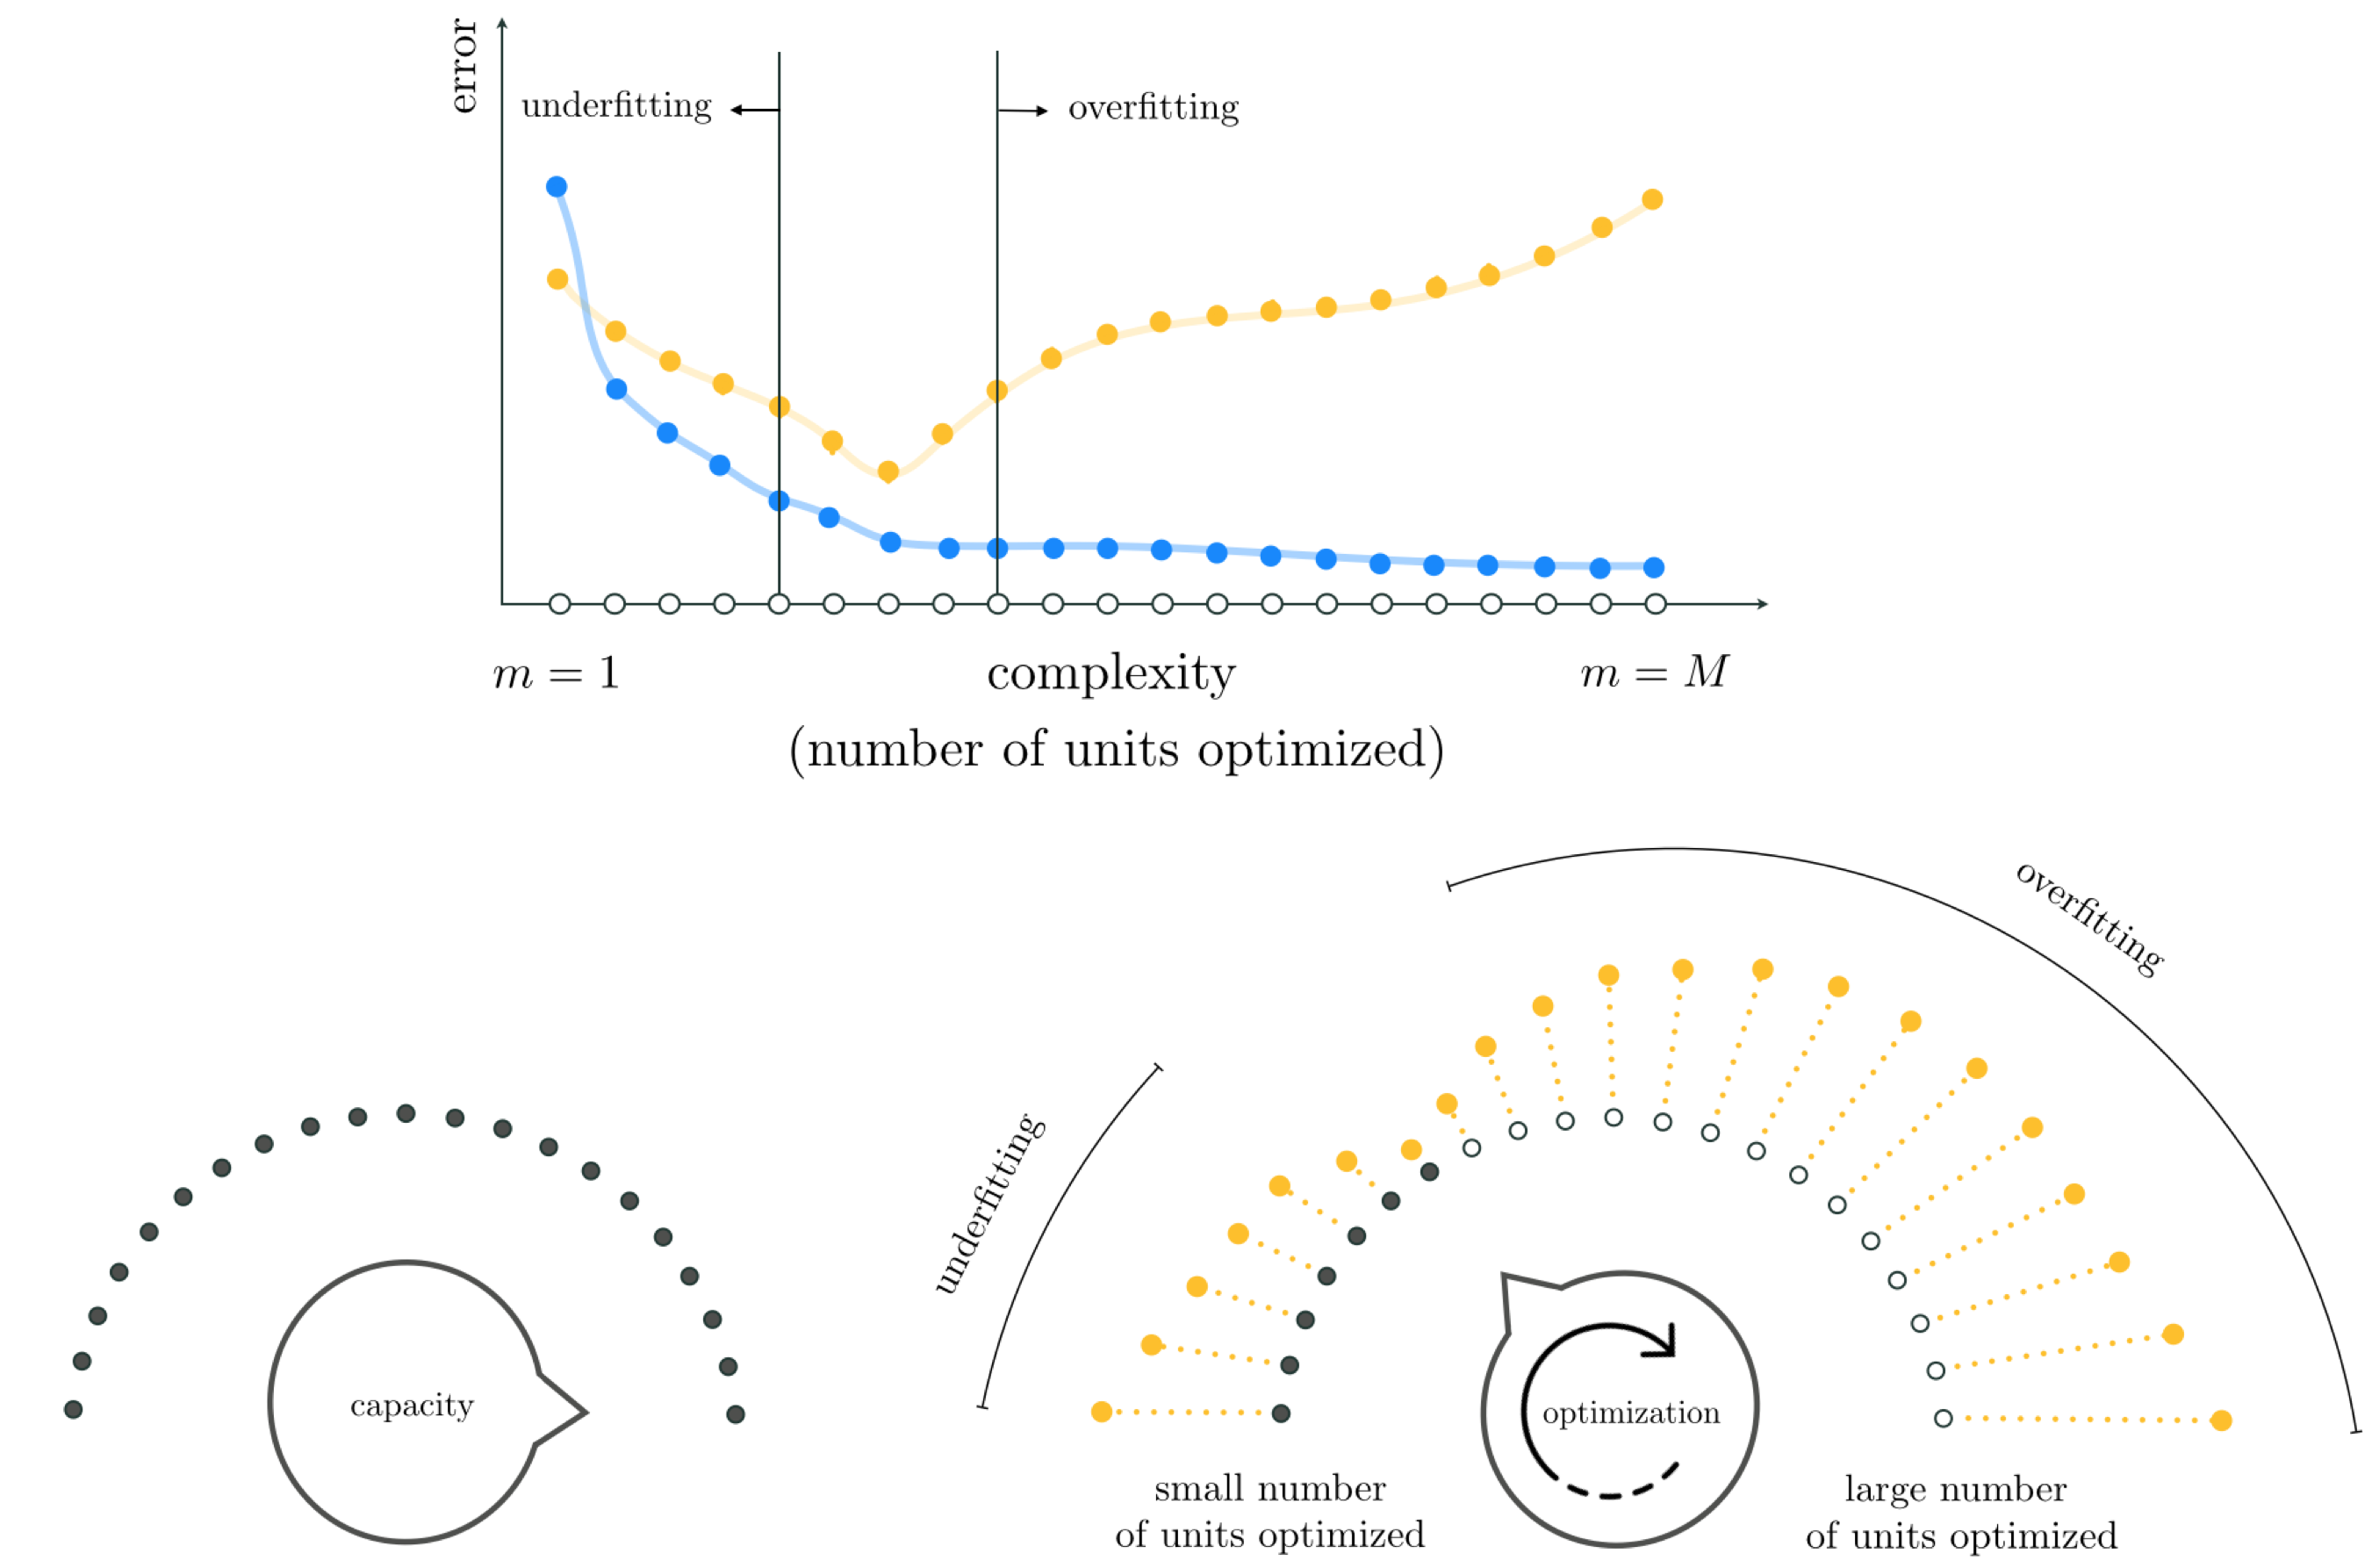 error
underfitting
overfitting
m = 1
complexity
m = M
(number of units optimized)
overfitting
underfitting
capacity
optimization
small number
of units optimized
large number
of units optimized